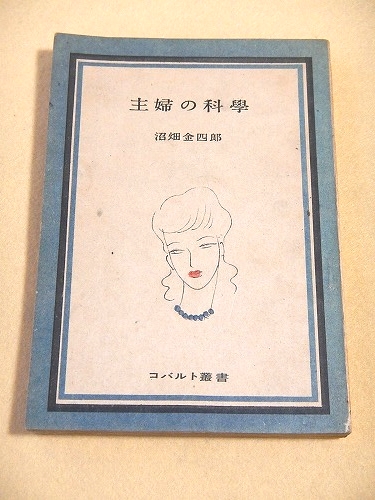 主婦の科學
沼畑金四郎
コバルト叢書